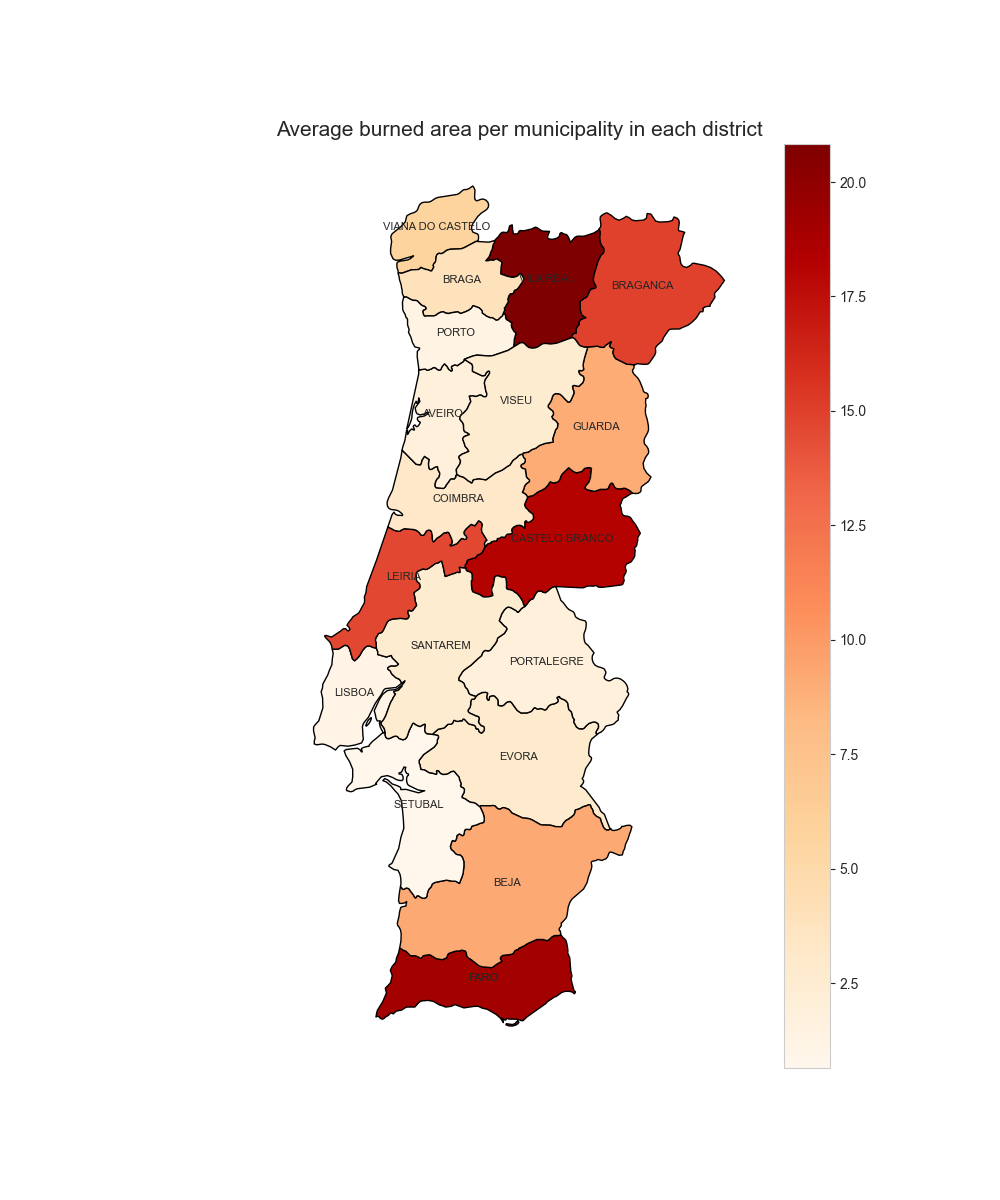 Average burned area per municipality in each district
20.0
17.5
15.0
12.5
10.0
7.5
5.0
2.5
VIANA DO CASTELO
BRAGA
BRAGANCA
PORTO
AVEIRO
VISEU
GUARDA
COIMBRA
CASTELO BRANCO
LEIRIA
SANTAREM
PORTALEGRE
LISBOA
EVORA
SETUBAL
BEJA
FARO